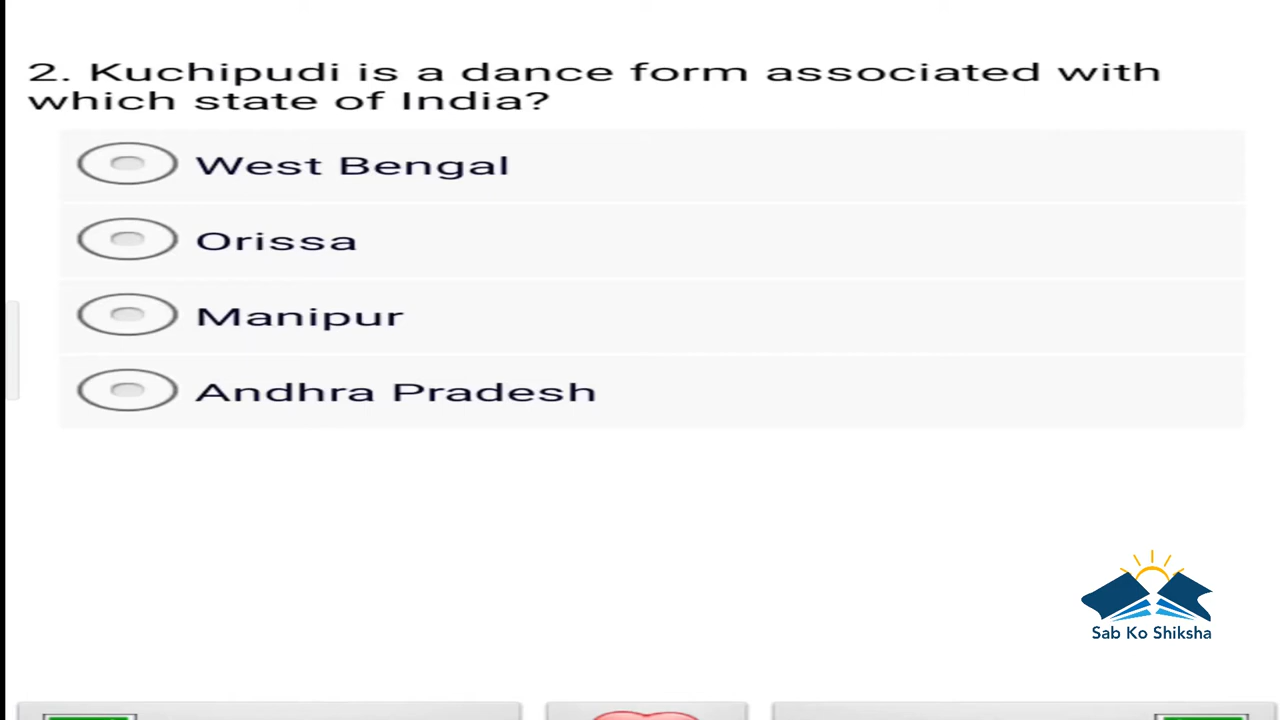 2. Kuchipudi is a dance form associated with
which state of India?
West Bengal
Orissa
Manipur
Andhra Pradesh
Sab Ko Shiksha